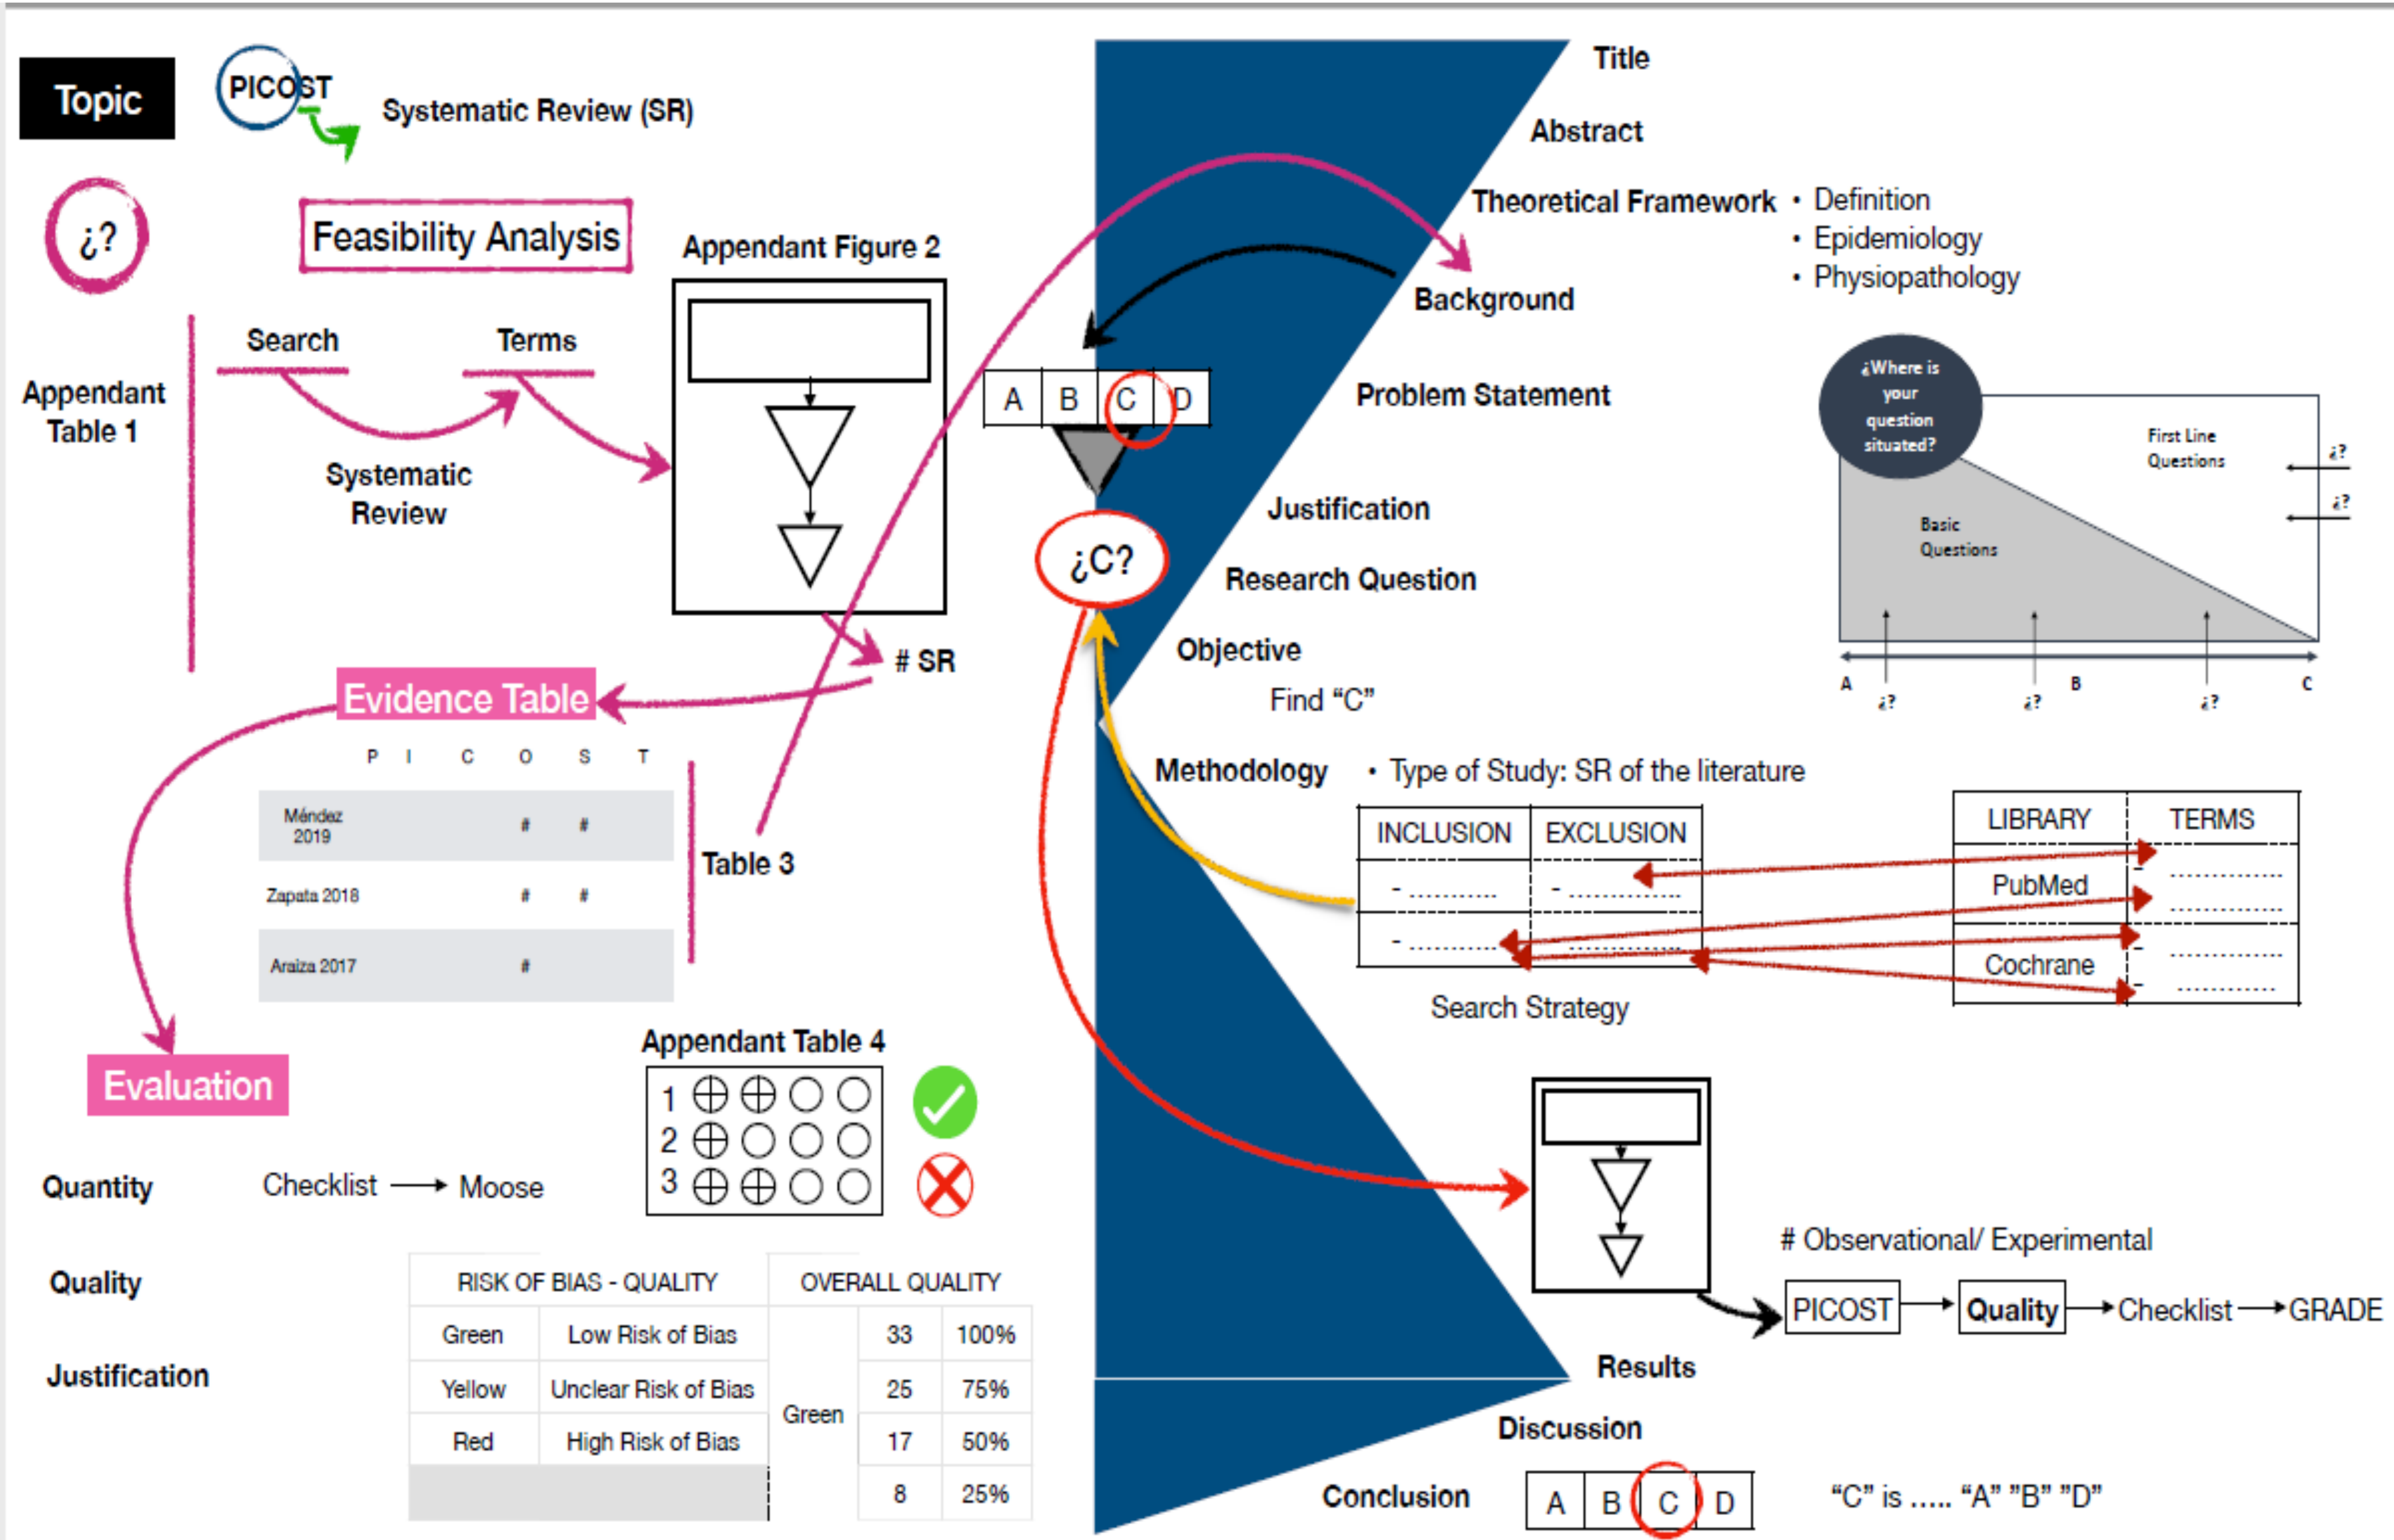 Topic
PICOST
Systematic Review (SR)
¿?
Feasibility Analysis
Appendant Table 1
Search
Terms
Systematic
Review
Appendant Figure 2
# SR
Evidence Table
P I C O S T
Méndez
2019
# #
Zapata 2018 # #
Araiza 2017 #
Table 3
Evaluation
Appendant Table 4
1
2
3
Quantity
Checklist
Moose
Quality
Justification
RISK OF BIAS - QUALITY OVERALL QUALITY
Green Low Risk of Bias 33 100%
Yellow Unclear Risk of Bias 25 75%
Green
Red High Risk of Bias 17 50%
8 25%
Title
Abstract
Theoretical Framework
• Definition
• Epidemiology
• Physiopathology
Background
A B C D
Problem Statement
¿C?
Justification
Research Question
Objective
Find “C”
¿Where is
your
question
situated?
First Line
Questions
¿?
¿?
Basic
Questions
A B C
¿? ¿? ¿?
Methodology • Type of Study: SR of the literature
INCLUSION EXCLUSION
- ........... - ..............
- ........... - ..............
Search Strategy
LIBRARY TERMS
PubMed
- ..............
- ..............
Cochrane
- ..............
- ............
# Observational/ Experimental
PICOST Quality Checklist GRADE
Results
Discussion
Conclusion
A B C D
“C” is ..... “A” ”B” ”D”